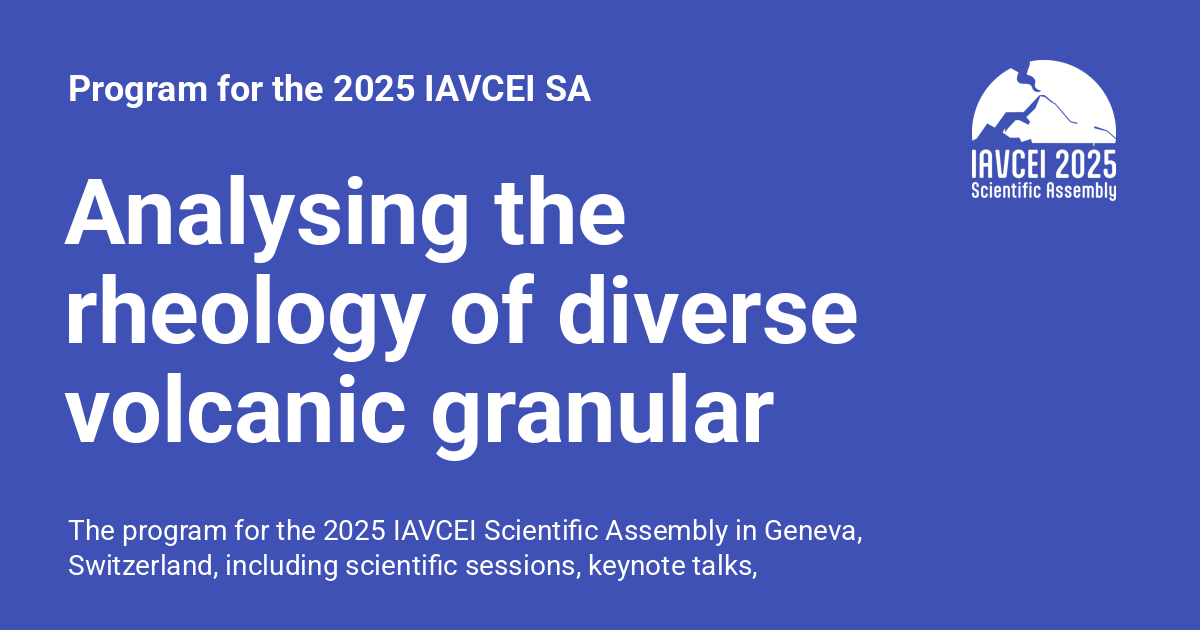 Program for the 2025 IAVCEI SA
IAVCEI 2025
Scientific Assembly
Analysing the
rheology of diverse
volcanic granular
The program for the 2025 IAVCEI Scientific Assembly in Geneva,
Switzerland, including scientific sessions, keynote talks,